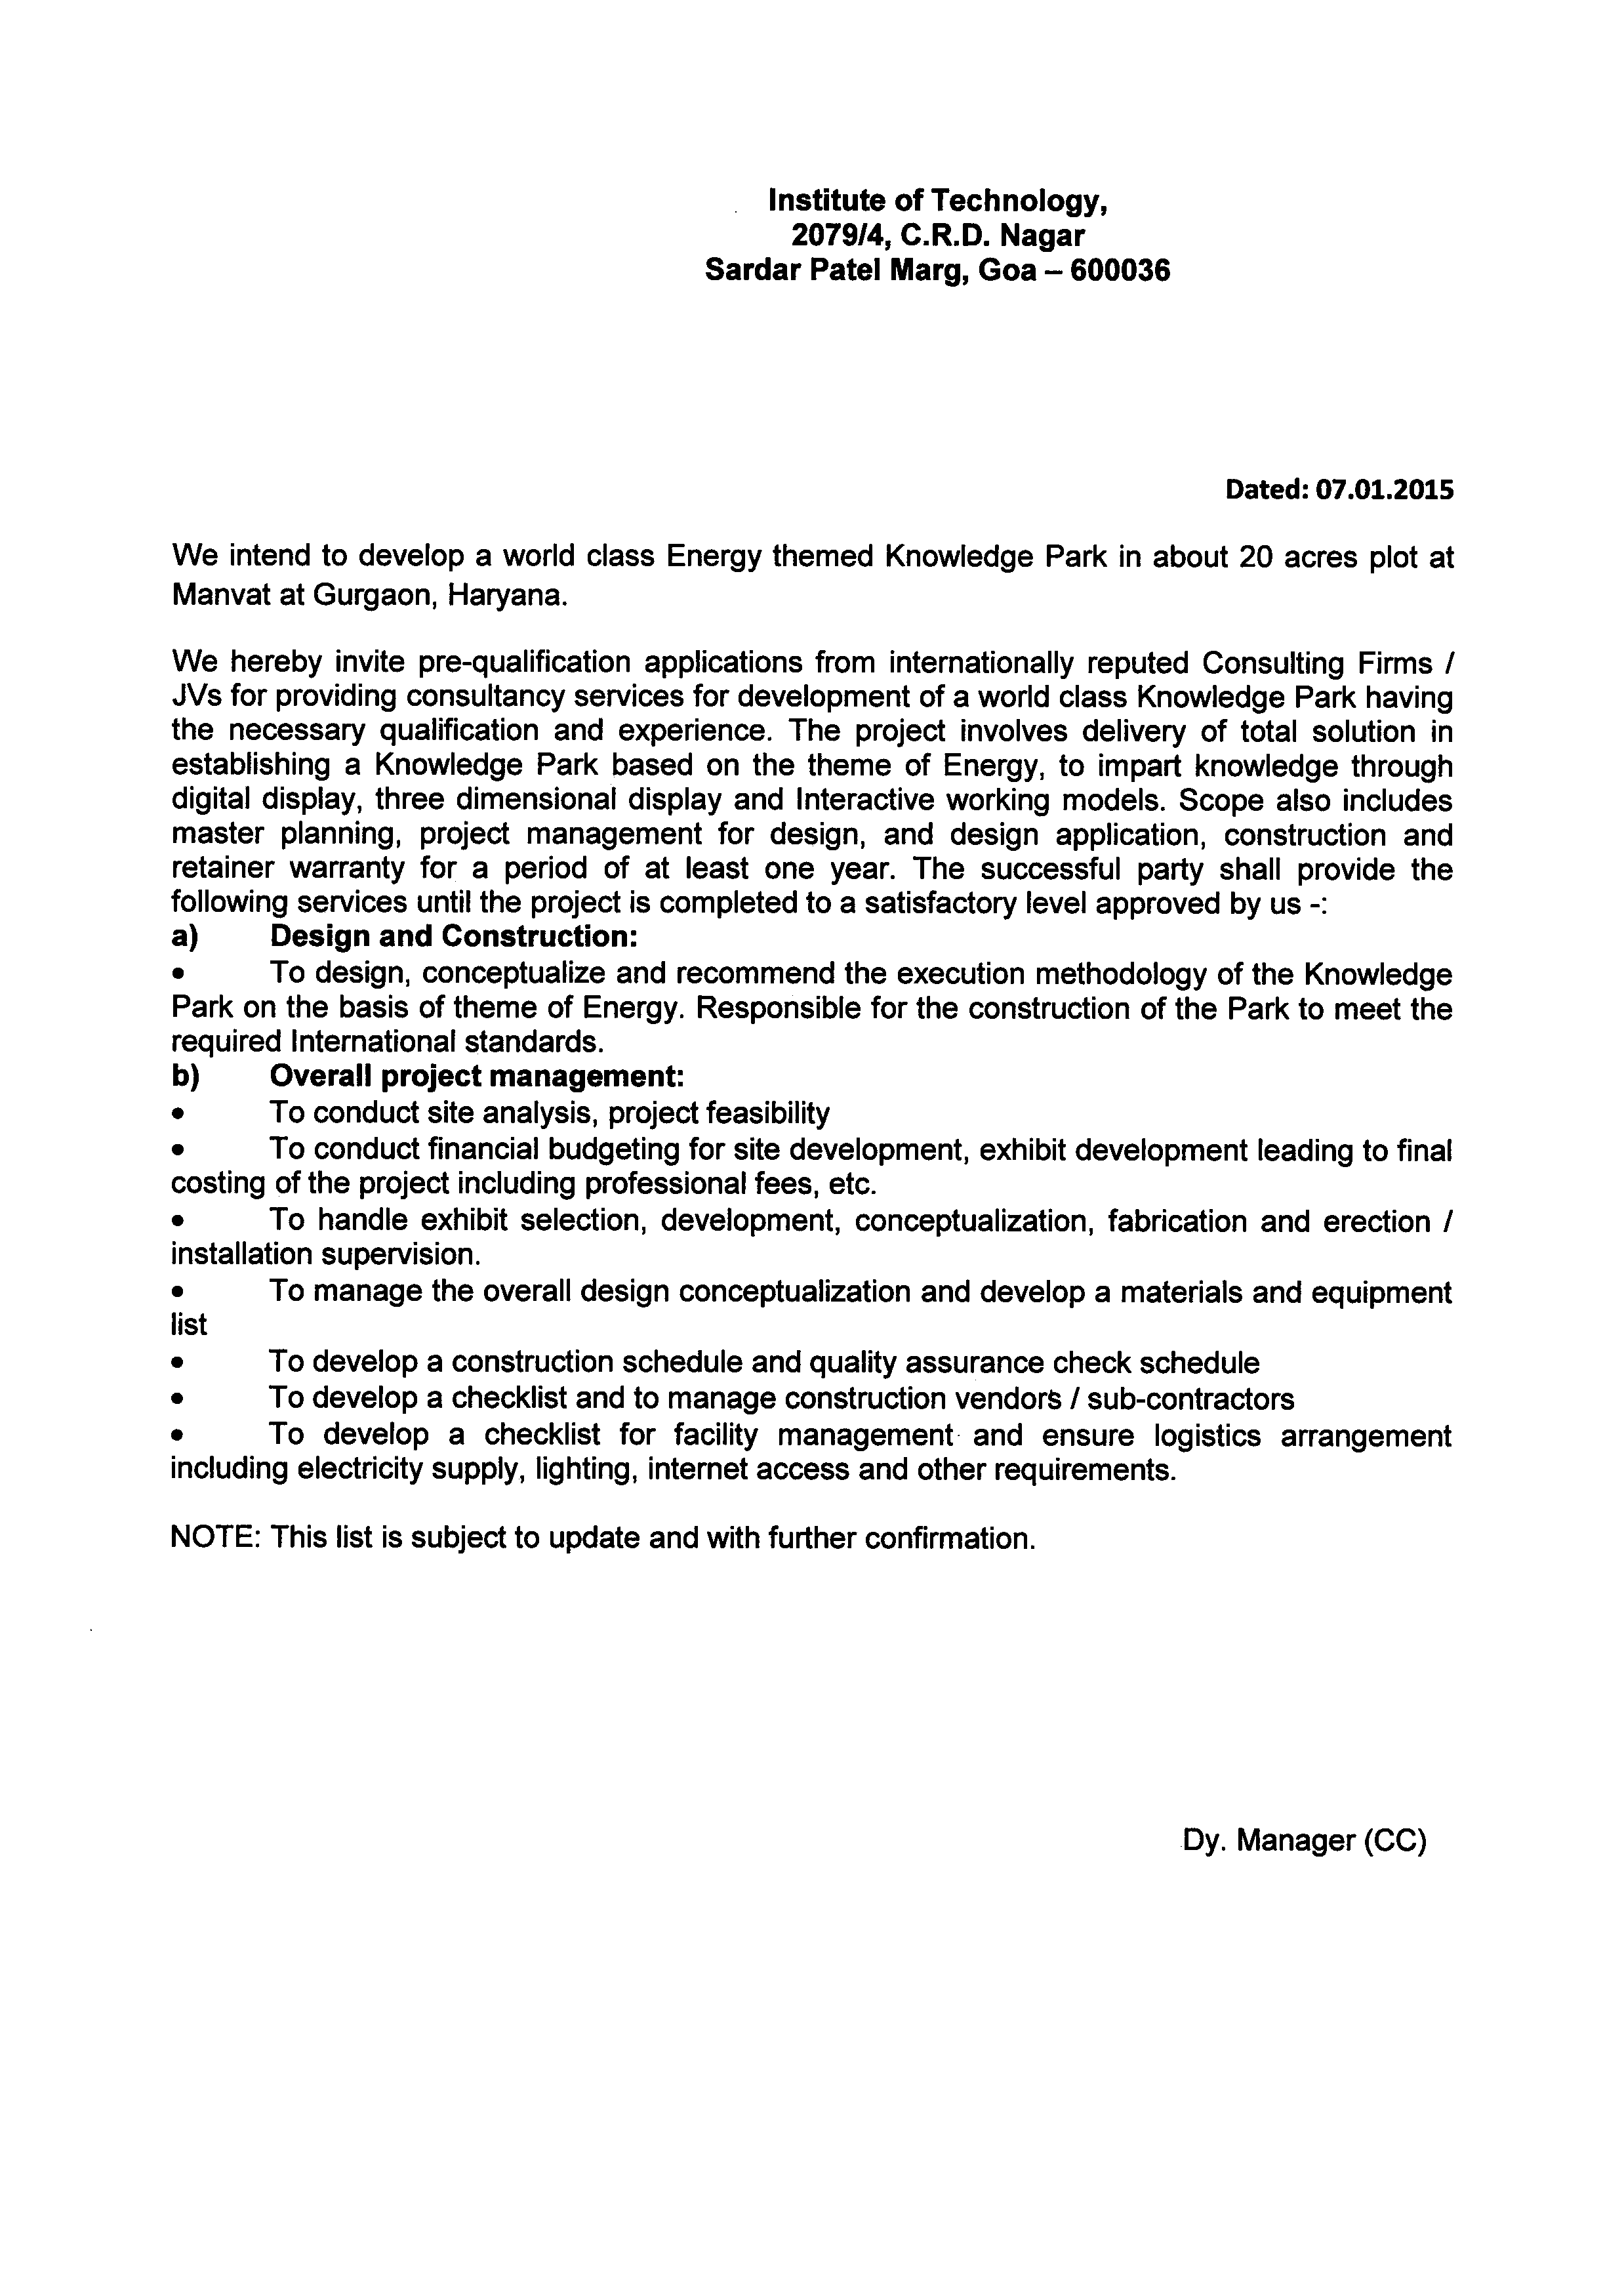 Institute of Technology,
2079/4, C.R.D. Nagar
Sardar Patel Marg, Goa – 600036
Dated: 07.01.2015
We intend to develop a world class Energy themed Knowledge Park in about 20 acres plot at
Manvat at Gurgaon, Haryana.
We hereby invite pre-qualification applications from internationally reputed Consulting Firms /
JVs for providing consultancy services for development of a world class Knowledge Park having
the necessary qualification and experience. The project involves delivery of total solution in
establishing a Knowledge Park based on the theme of Energy, to impart knowledge through
digital display, three dimensional display and Interactive working models. Scope also includes
master planning, project management for design, and design application, construction and
retainer warranty for a period of at least one year. The successful party shall provide the
following services until the project is completed to a satisfactory level approved by us -:
a) Design and Construction:
• To design, conceptualize and recommend the execution methodology of the Knowledge
Park on the basis of theme of Energy. Responsible for the construction of the Park to meet the
required International standards.
b) Overall project management:
• To conduct site analysis, project feasibility
• To conduct financial budgeting for site development, exhibit development leading to final
costing of the project including professional fees, etc.
• To handle exhibit selection, development, conceptualization, fabrication and erection /
installation supervision.
• To manage the overall design conceptualization and develop a materials and equipment
list
• To develop a construction schedule and quality assurance check schedule
• To develop a checklist and to manage construction vendors / sub-contractors
• To develop a checklist for facility management and ensure logistics arrangement
including electricity supply, lighting, internet access and other requirements.
NOTE: This list is subject to update and with further confirmation.
Dy. Manager (CC)